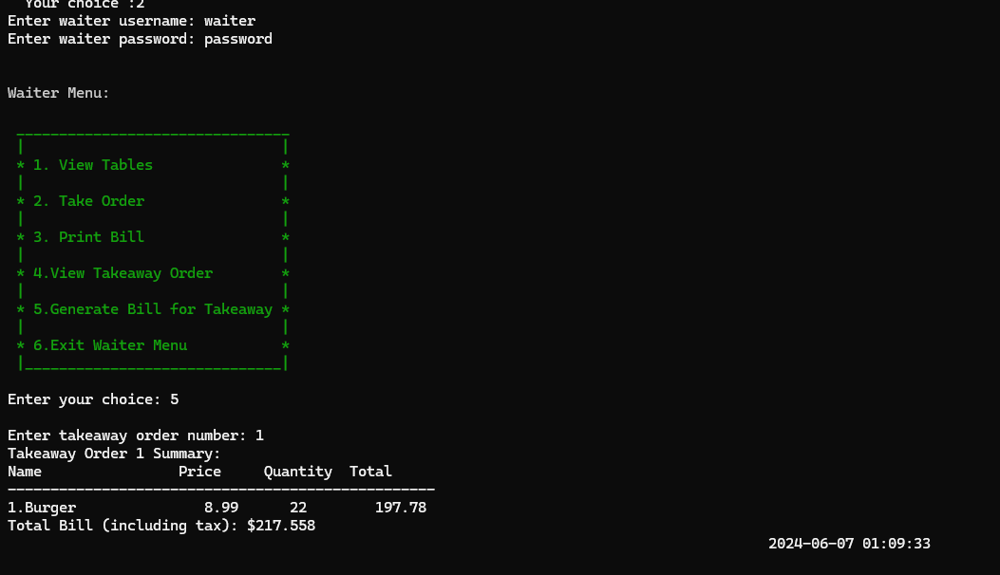 Your choice :2
Enter waiter username: waiter
Enter waiter password: password
Waiter Menu:
* 1. View Tables *
* 2. Take Order *
* 3. Print Bill *
* 4.View Takeaway Order *
* 5.Generate Bill for Takeaway *
* 6.Exit Waiter Menu *
Enter your choice: 5
Enter takeaway order number: 1
Takeaway Order 1 Summary:
Name Price Quantity Total
--------------------------------------------------
1.Burger 8.99 22 197.78
Total Bill (including tax): $217.558
2024-06-07 01:09:33